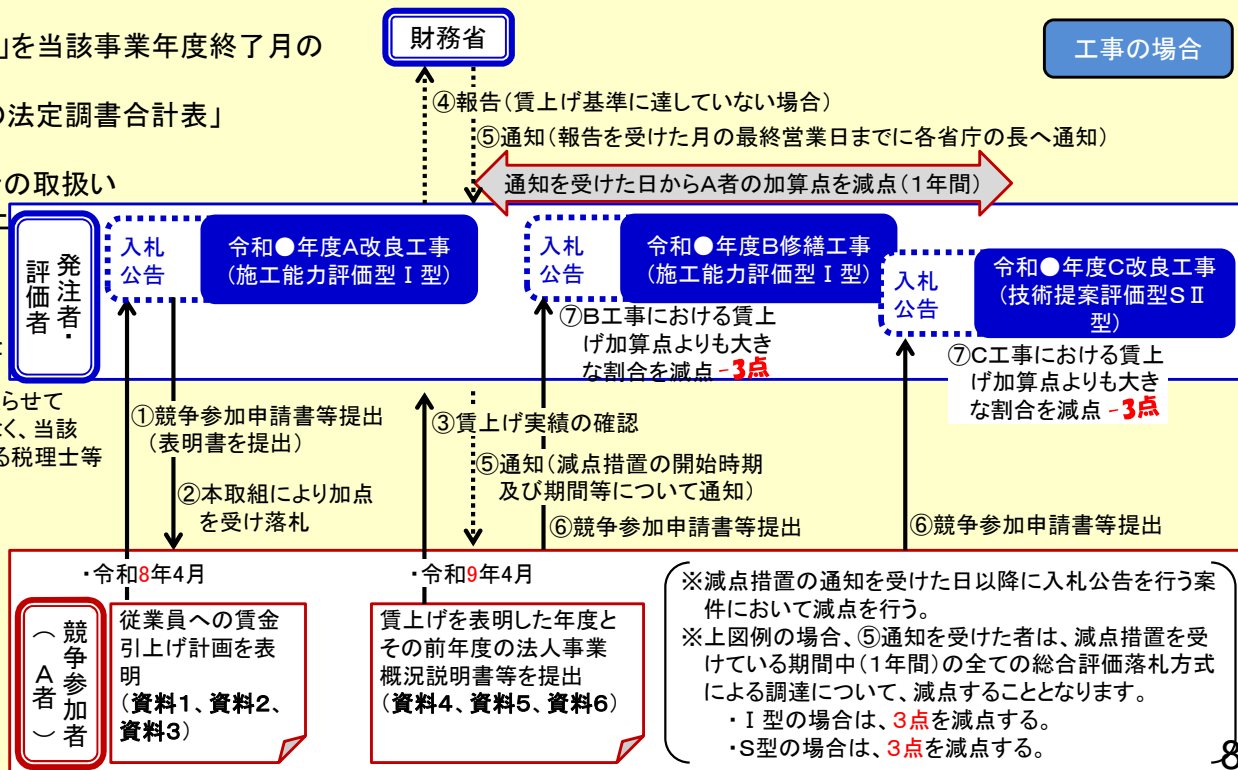 」を当該事業年度終了月の
財務省
工事の場合
の法定調書合計表」
④報告(賃上げ基準に達していない場合)
⑤通知(報告を受けた月の最終営業日までに各省庁の長へ通知)
の取扱い
通知を受けた日からA者の加算点を減点(1年間)
発注者・
評価者
入札
公告
令和●年度A改良工事
(施工能力評価型Ⅰ型)
入札
公告
令和●年度B修繕工事
(施工能力評価型Ⅰ型)
入札
公告
令和●年度C改良工事
(技術提案評価型SⅡ
型)
⑦B工事における賃上
げ加算点よりも大き
な割合を減点 -3点
⑦C工事における賃上
げ加算点よりも大き
な割合を減点 -3点
らせて
く、当該
る税理士等
①競争参加申請書等提出
(表明書を提出)
②本取組により加点
を受け落札
③賃上げ実績の確認
⑤通知(減点措置の開始時期
及び期間等について通知)
⑥競争参加申請書等提出
⑥競争参加申請書等提出
競争参加者
(A者)
・令和8年4月
従業員への賃金
引上げ計画を表
明
(資料1、資料2、
資料3)
・令和9年4月
賃上げを表明した年度と
その前年度の法人事業
概況説明書等を提出
(資料4、資料5、資料6)
※減点措置の通知を受けた日以降に入札公告を行う案
件において減点を行う。
※上図例の場合、⑤通知を受けた者は、減点措置を受
けている期間中(1年間)の全ての総合評価落札方式
による調達について、減点することとなります。
・Ⅰ型の場合は、3点を減点する。
・S型の場合は、3点を減点する。
8